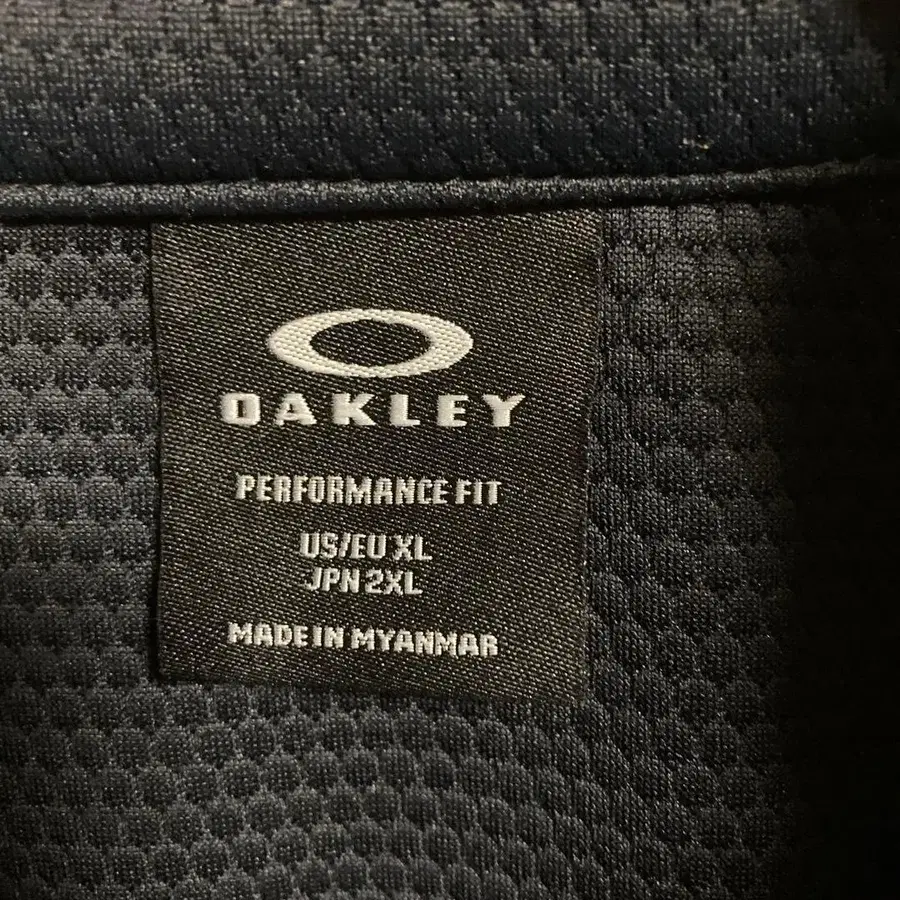 OAKLEY
PERFORMANCE FIT
US/EU XL
JPN 2XL
MADE IN MYANMAR